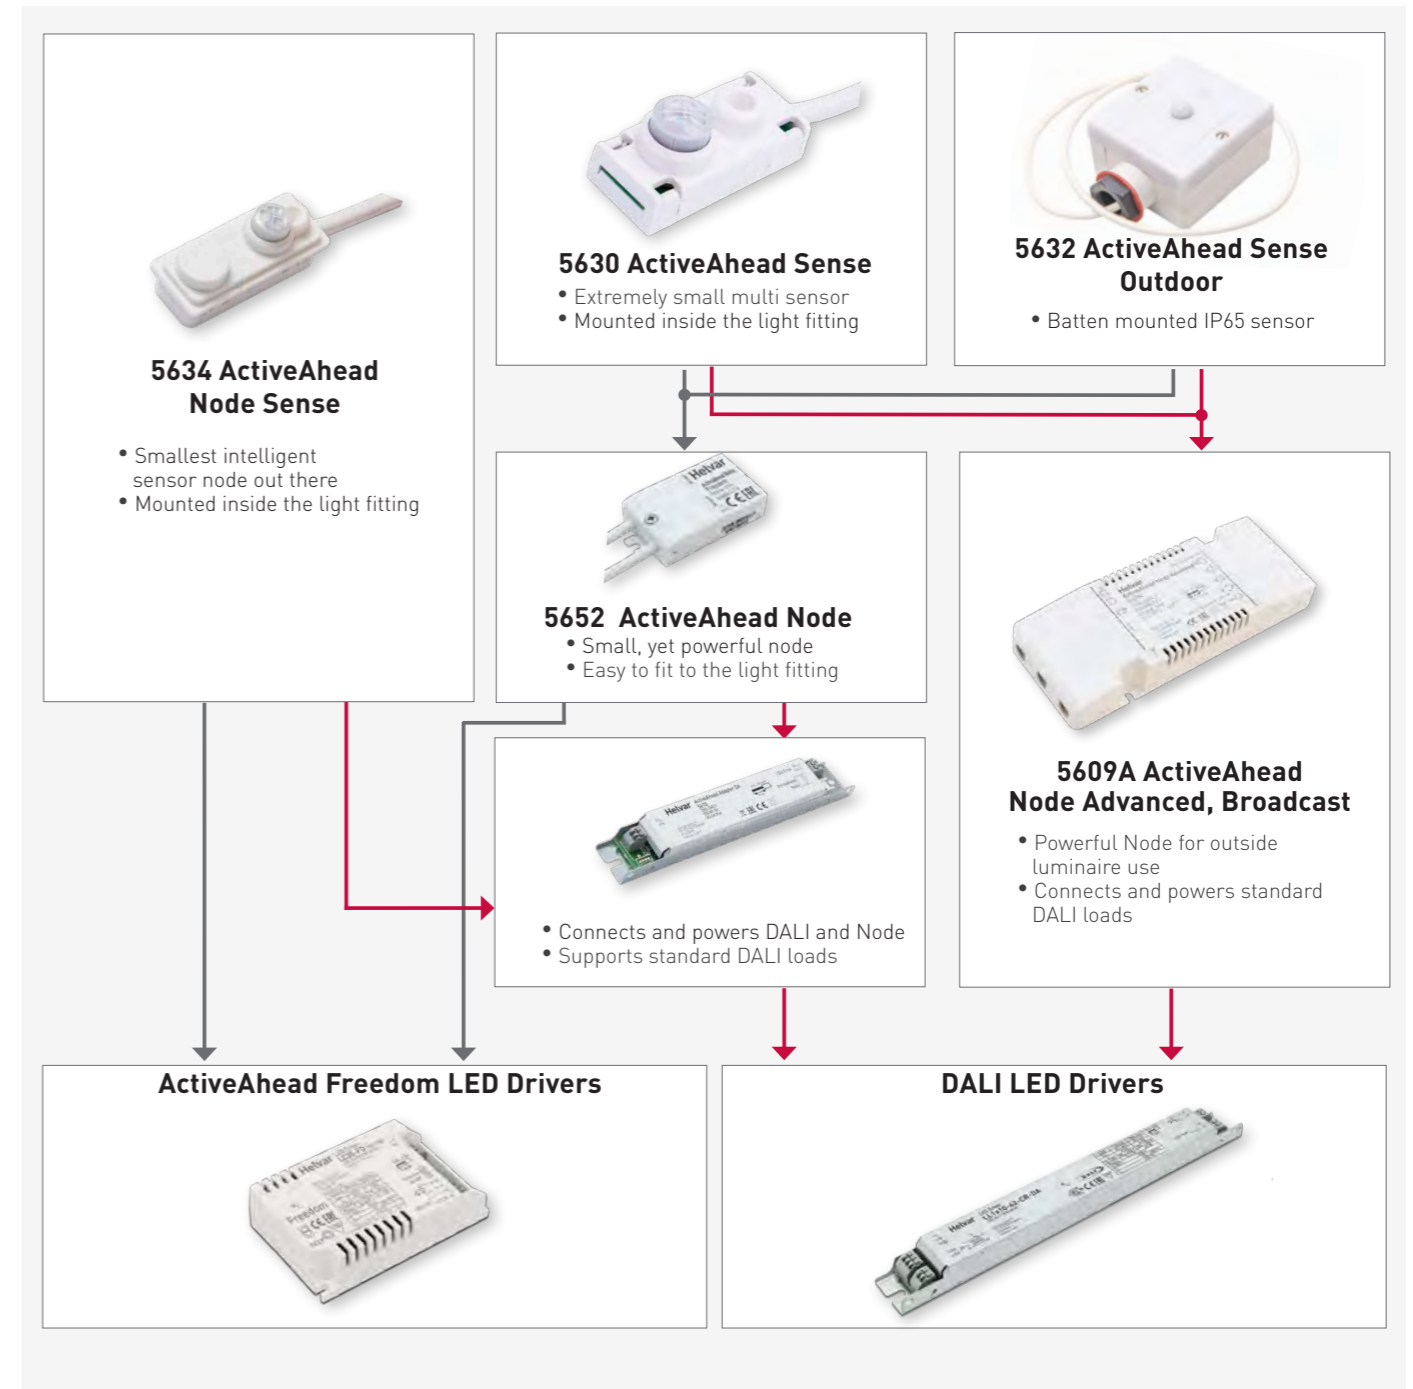 5634 ActiveAhead
Node Sense
• Smallest intelligent
sensor node out there
• Mounted inside the light fitting
5630 ActiveAhead Sense
• Extremely small multi sensor
• Mounted inside the light fitting
5632 ActiveAhead Sense
Outdoor
• Batten mounted IP65 sensor
Helvar
5652 ActiveAhead Node
• Small, yet powerful node
• Easy to fit to the light fitting
Helvar
5609A ActiveAhead
Node Advanced, Broadcast
• Powerful Node for outside
luminaire use
• Connects and powers standard
DALI loads
Helvar
• Connects and powers DALI and Node
• Supports standard DALI loads
ActiveAhead Freedom LED Drivers
Helvar
Freedom
DALI LED Drivers
Helvar